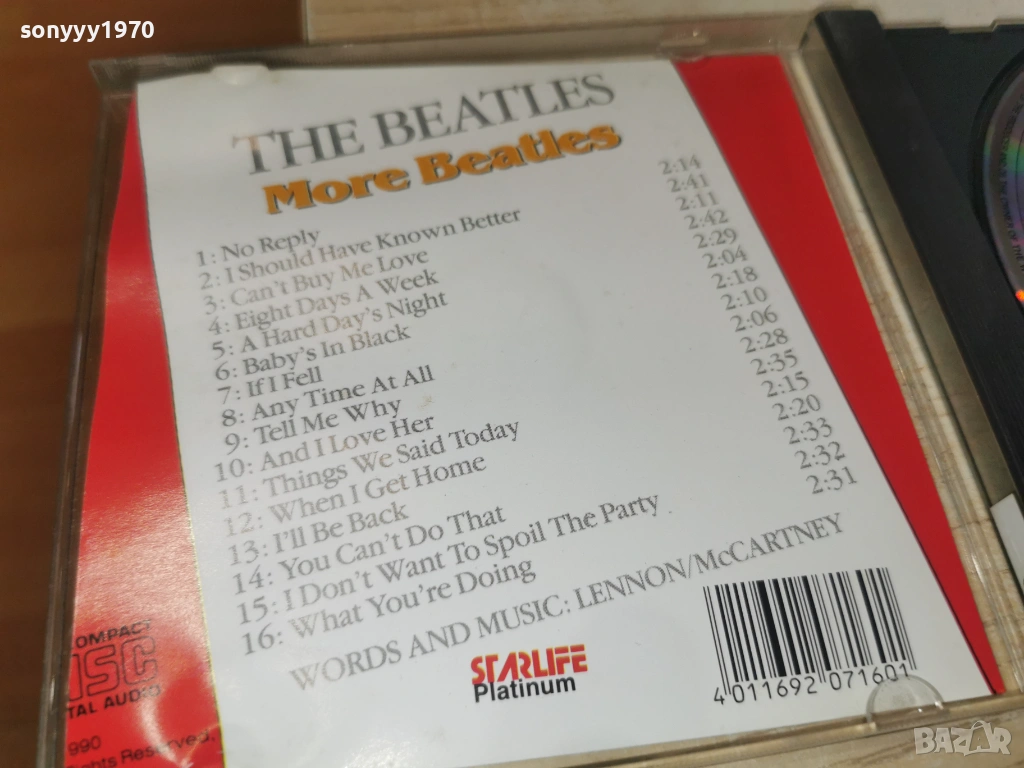 sonyyy1970
THE BEATLES
More Beatles
1: No Reply 2:14
2: I Should Have Known Better 2:41
3: Can't Buy Me Love 2:11
4: Eight Days A Week 2:42
5: A Hard Day's Night 2:29
6: Baby's In Black 2:04
7: If I Fell 2:18
8: Any Time At All 2:10
9: Tell Me Why 2:06
10: And I Love Her 2:28
11: Things We Said Today 2:35
12: When I Get Home 2:15
13: I'll Be Back 2:20
14: You Can't Do That 2:33
15: I Don't Want To Spoil The Party 2:32
16: What You're Doing 2:31
WORDS AND MUSIC: LENNON/McCARTNEY
STARLIFE
Platinum
4 011692 071601
COMPACT
DISC
TAL AUDIO
990
Rights Reserved.
BAZAR